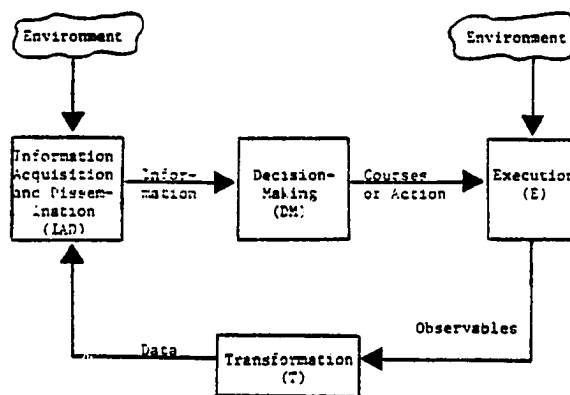 Environment
Environment
Information
Acquisition
and Dissem-
ination
(IAD)
Infor-
mation
Decision-
Making
(DM)
Courses
of Action
Execution
(E)
Observables
Data
Transformation
(T)